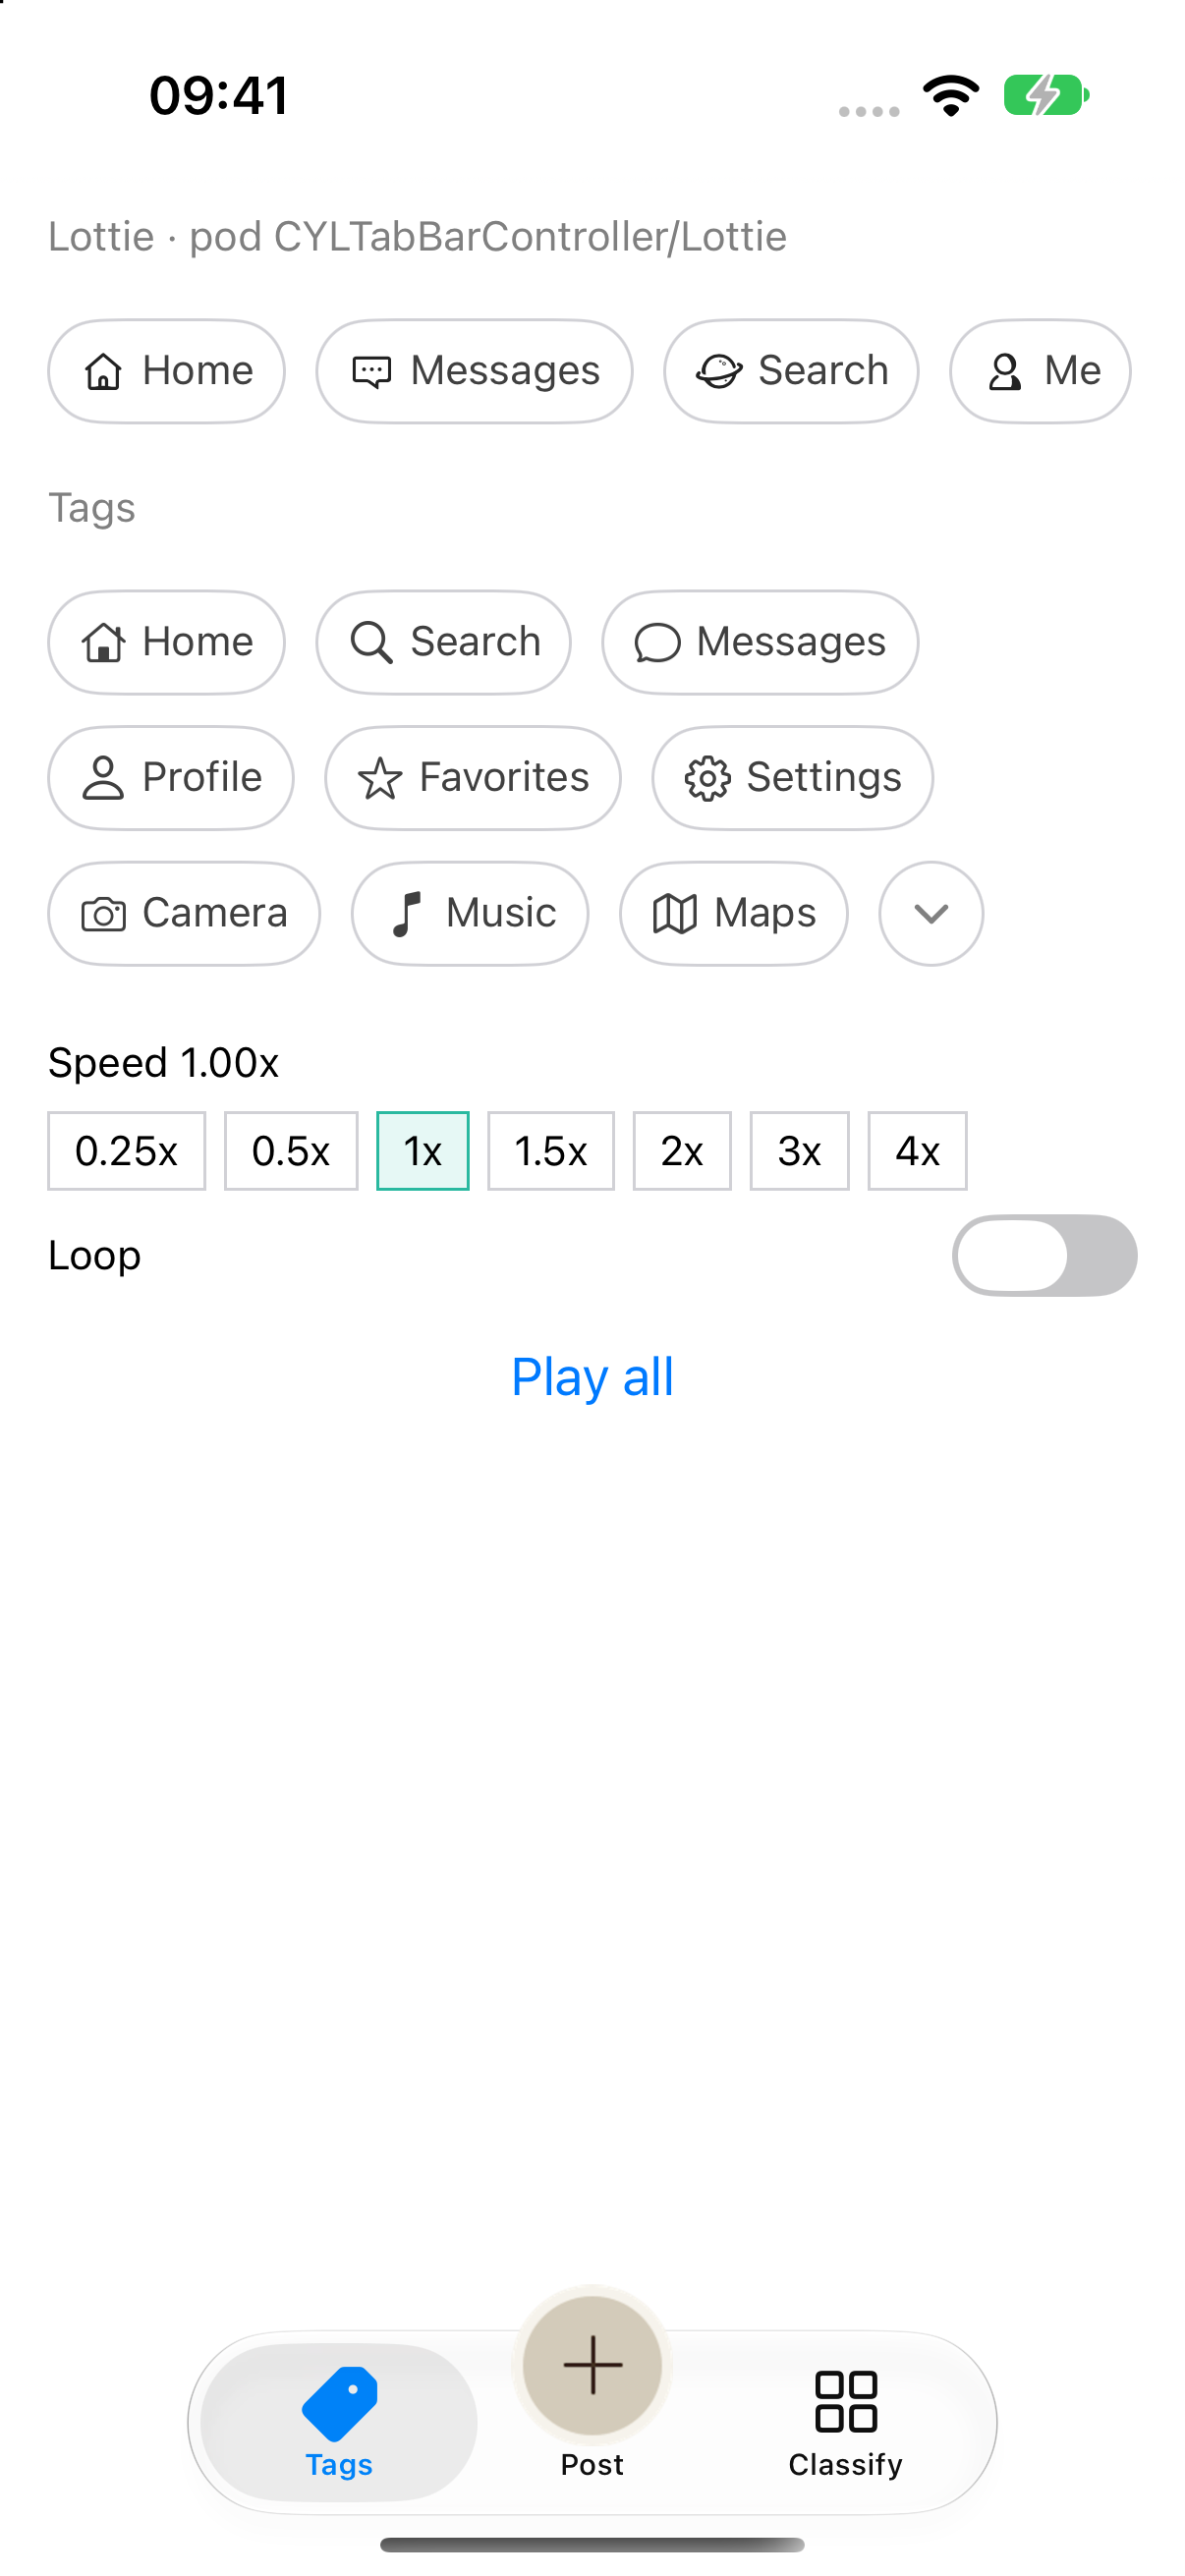 09:41
Lottie · pod CYLTabBarController/Lottie
Home Messages Search Me
Tags
Home Search Messages
Profile Favorites Settings
Camera Music Maps
Speed 1.00x
0.25x 0.5x 1x 1.5x 2x 3x 4x
Loop
Play all
Tags Post Classify